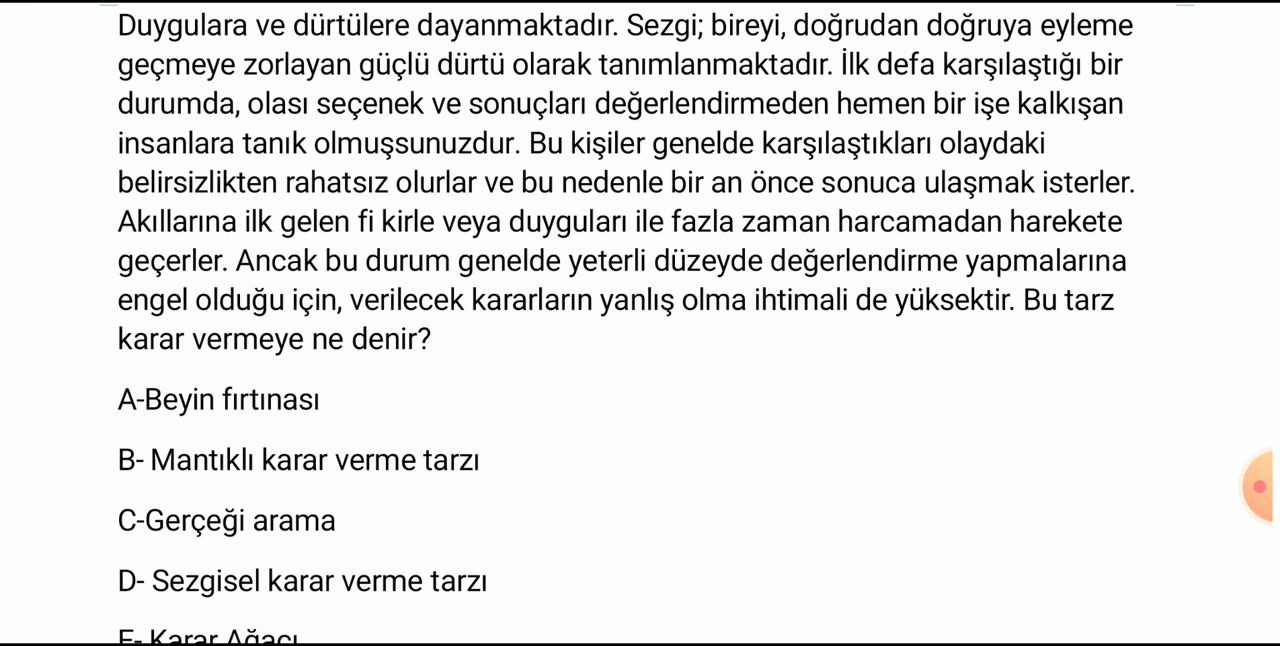 Duygulara ve dürtülere dayanmaktadır. Sezgi; bireyi, doğrudan doğruya eyleme
geçmeye zorlayan güçlü dürtü olarak tanımlanmaktadır. İlk defa karşılaştığı bir
durumda, olası seçenek ve sonuçları değerlendirmeden hemen bir işe kalkışan
insanlara tanık olmuşsunuzdur. Bu kişiler genelde karşılaştıkları olaydaki
belirsizlikten rahatsız olurlar ve bu nedenle bir an önce sonuca ulaşmak isterler.
Akıllarına ilk gelen fi kirle veya duyguları ile fazla zaman harcamadan harekete
geçerler. Ancak bu durum genelde yeterli düzeyde değerlendirme yapmalarına
engel olduğu için, verilecek kararların yanlış olma ihtimali de yüksektir. Bu tarz
karar vermeye ne denir?
A-Beyin fırtınası
B- Mantıklı karar verme tarzı
C-Gerçeği arama
D- Sezgisel karar verme tarzı
E- Karar Ağacı